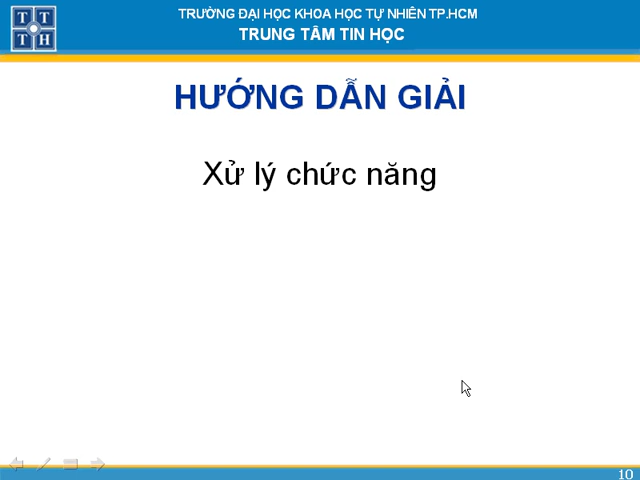 T T
T H
TRƯỜNG ĐẠI HỌC KHOA HỌC TỰ NHIÊN TP.HCM
TRUNG TÂM TIN HỌC
HƯỚNG DẪN GIẢI
Xử lý chức năng
10